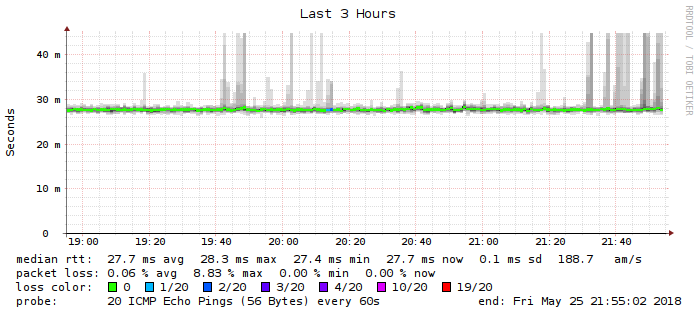 Last 3 Hours
RRDTOOL / TOBI OETIKER
Seconds
40 m
30 m
20 m
10 m
0
19:00 19:20 19:40 20:00 20:20 20:40 21:00 21:20 21:40
median rtt: 27.7 ms avg 28.3 ms max 27.4 ms min 27.7 ms now 0.1 ms sd 188.7 am/s
packet loss: 0.06 % avg 8.83 % max 0.00 % min 0.00 % now
loss color: 0 1/20 2/20 3/20 4/20 10/20 19/20
probe: 20 ICMP Echo Pings (56 Bytes) every 60s end: Fri May 25 21:55:02 2018